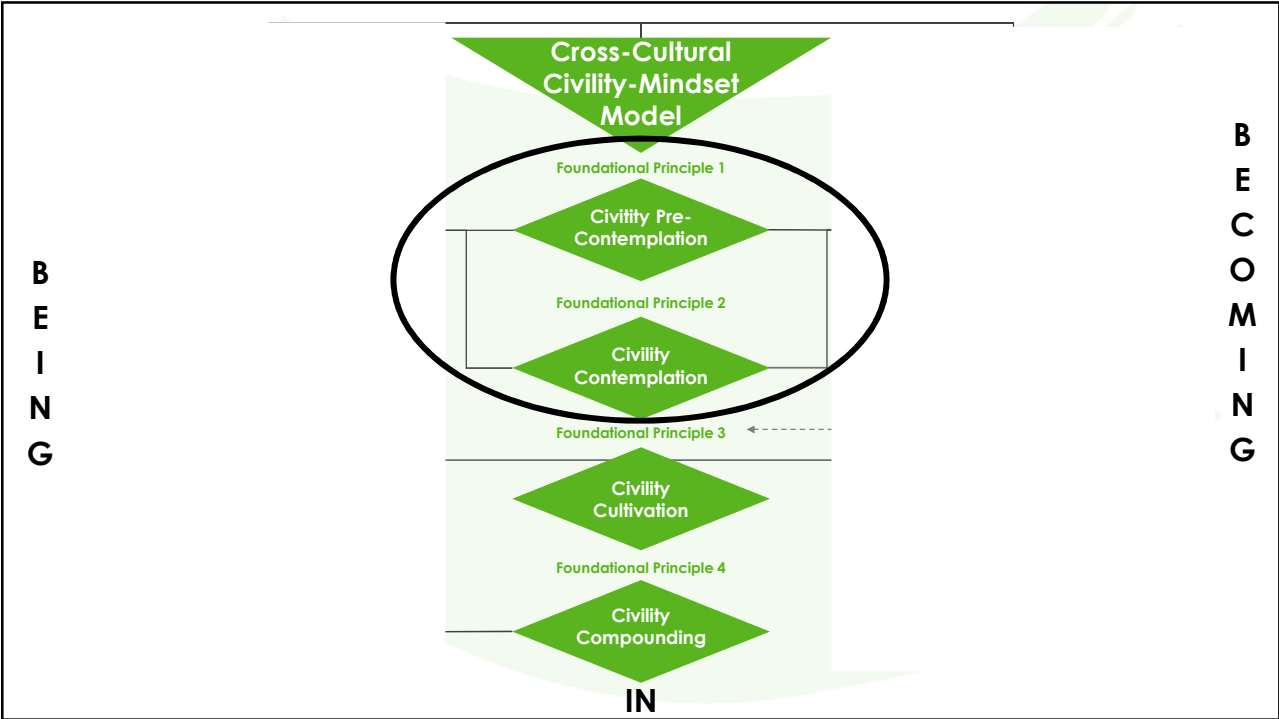 Cross-Cultural
Civility-Mindset
Model
Foundational Principle 1
Civitity Pre-
Contemplation
Foundational Principle 2
Civility
Contemplation
Foundational Principle 3
Civility
Cultivation
Foundational Principle 4
Civility
Compounding
IN
B
E
I
N
G
B
E
C
O
M
I
N
G